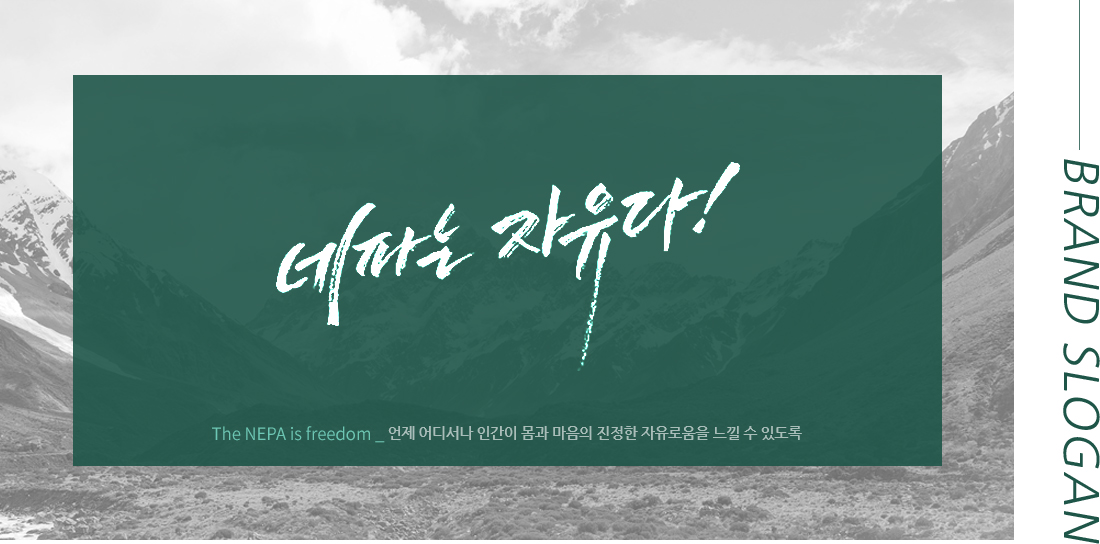 네파는 자유다!
The NEPA is freedom _ 언제 어디서나 인간이 몸과 마음의 진정한 자유로움을 느낄 수 있도록
BRAND SLOGAN